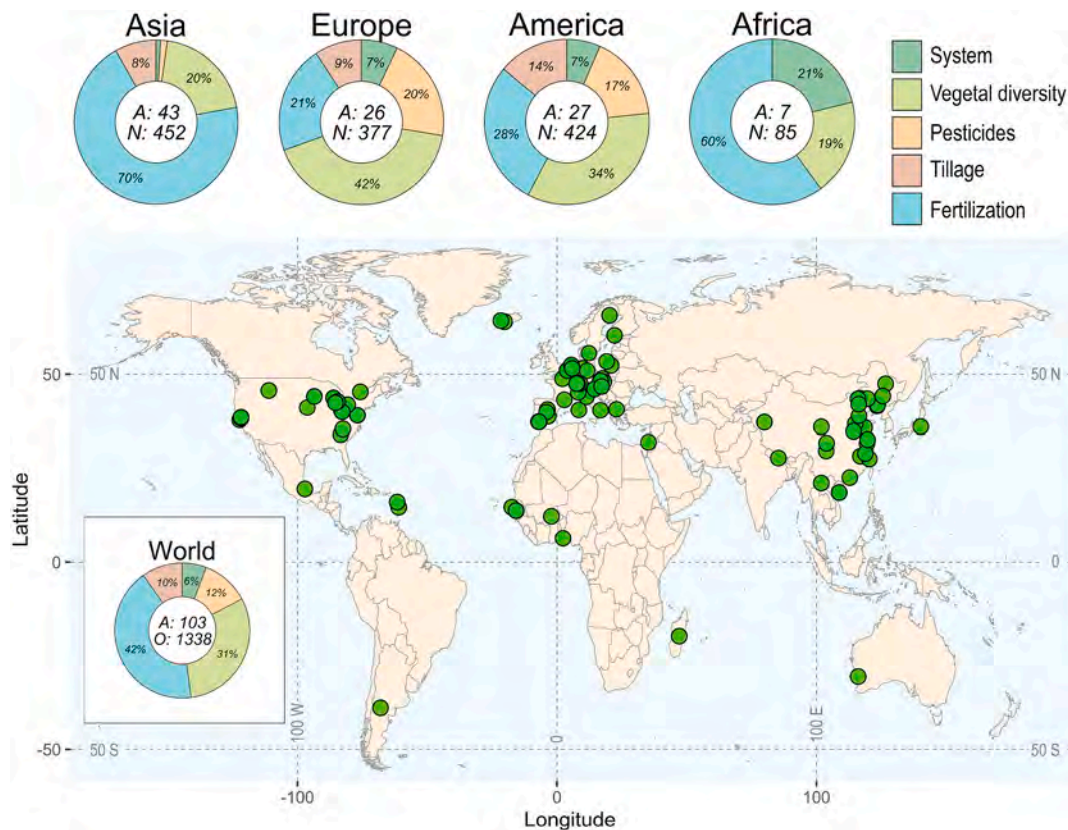 Asia
Europe
America
Africa
8%
20%
A: 43
N: 452
70%
9%
7%
20%
21%
A: 26
N: 377
42%
14%
7%
17%
28%
A: 27
N: 424
34%
21%
A: 7
N: 85
60%
19%
System
Vegetal diversity
Pesticides
Tillage
Fertilization
50
50 N
50 N
Latitude
0
0
0
World
10%
6%
12%
A: 103
O: 1338
42%
31%
100 W
0
100 E
-50
50 S
50 S
-100
0
100
Longitude